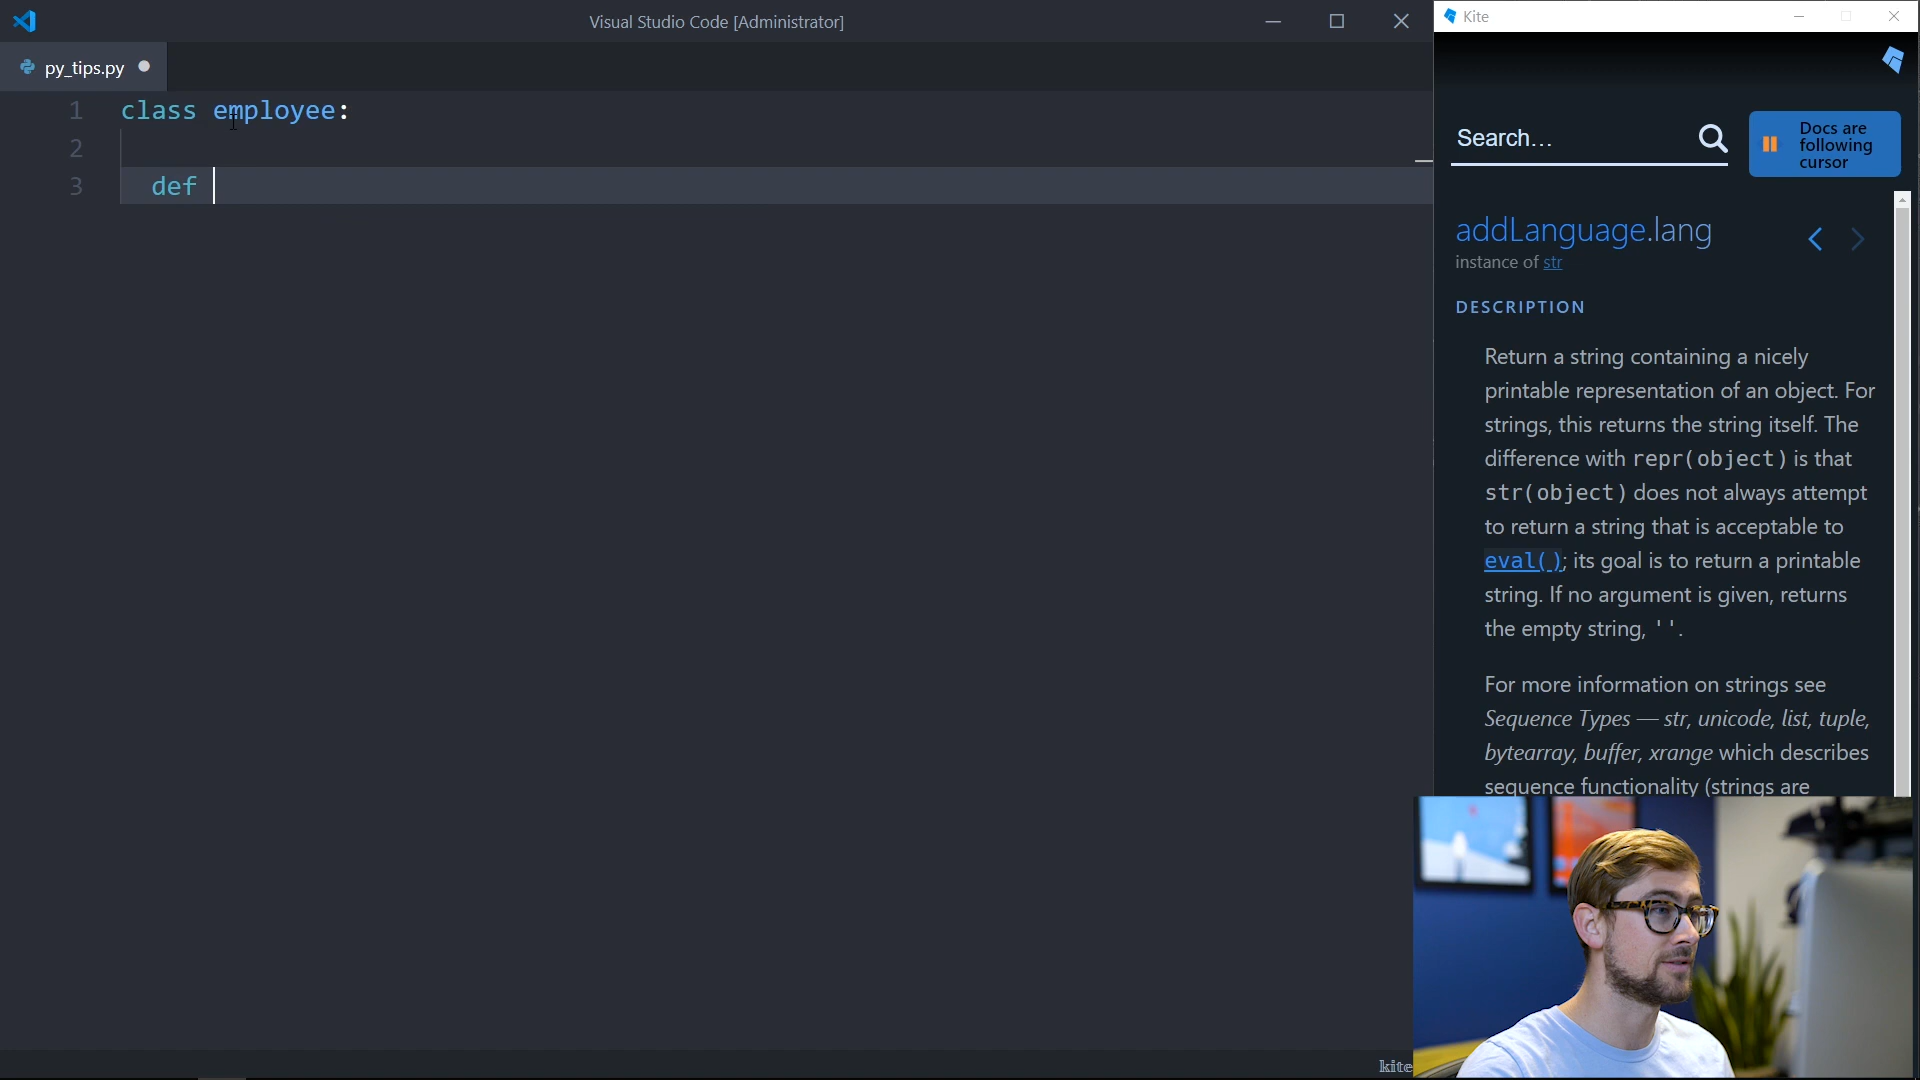 Visual Studio Code [Administrator]
py_tips.py
1 class employee:
2
3 def
kite
Kite
Search...
Docs are
following
cursor
addLanguage.lang
instance of str
DESCRIPTION
Return a string containing a nicely
printable representation of an object. For
strings, this returns the string itself. The
difference with repr(object) is that
str(object) does not always attempt
to return a string that is acceptable to
eval(); its goal is to return a printable
string. If no argument is given, returns
the empty string, ''.
For more information on strings see
Sequence Types — str, unicode, list, tuple,
bytearray, buffer, xrange which describes
sequence functionality (strings are